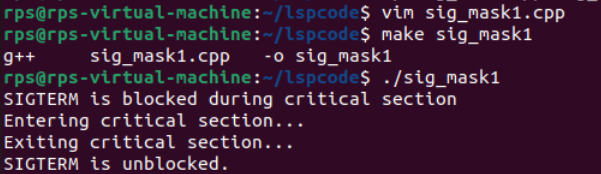 rps@rps-virtual-machine:~/lspcode$ vim sig_mask1.cpp
rps@rps-virtual-machine:~/lspcode$ make sig_mask1
g++     sig_mask1.cpp   -o sig_mask1
rps@rps-virtual-machine:~/lspcode$ ./sig_mask1
SIGTERM is blocked during critical section
Entering critical section...
Exiting critical section...
SIGTERM is unblocked.